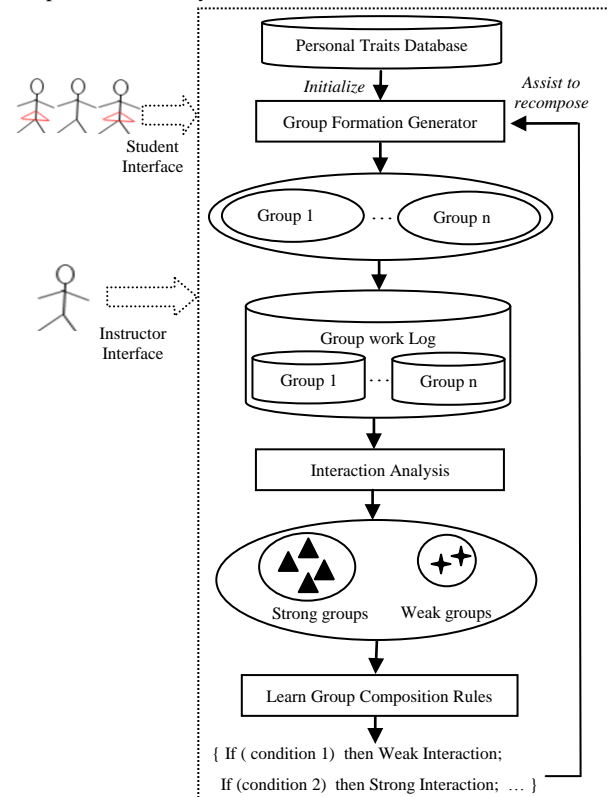 Personal Traits Database
Initialize
Assist to
recompose
Group Formation Generator
Student
Interface
Group 1
…
Group n
Instructor
Interface
Group work Log
Group 1
…
Group n
Interaction Analysis
Strong groups
Weak groups
Learn Group Composition Rules
{ If ( condition 1) then Weak Interaction;
If (condition 2) then Strong Interaction; … }